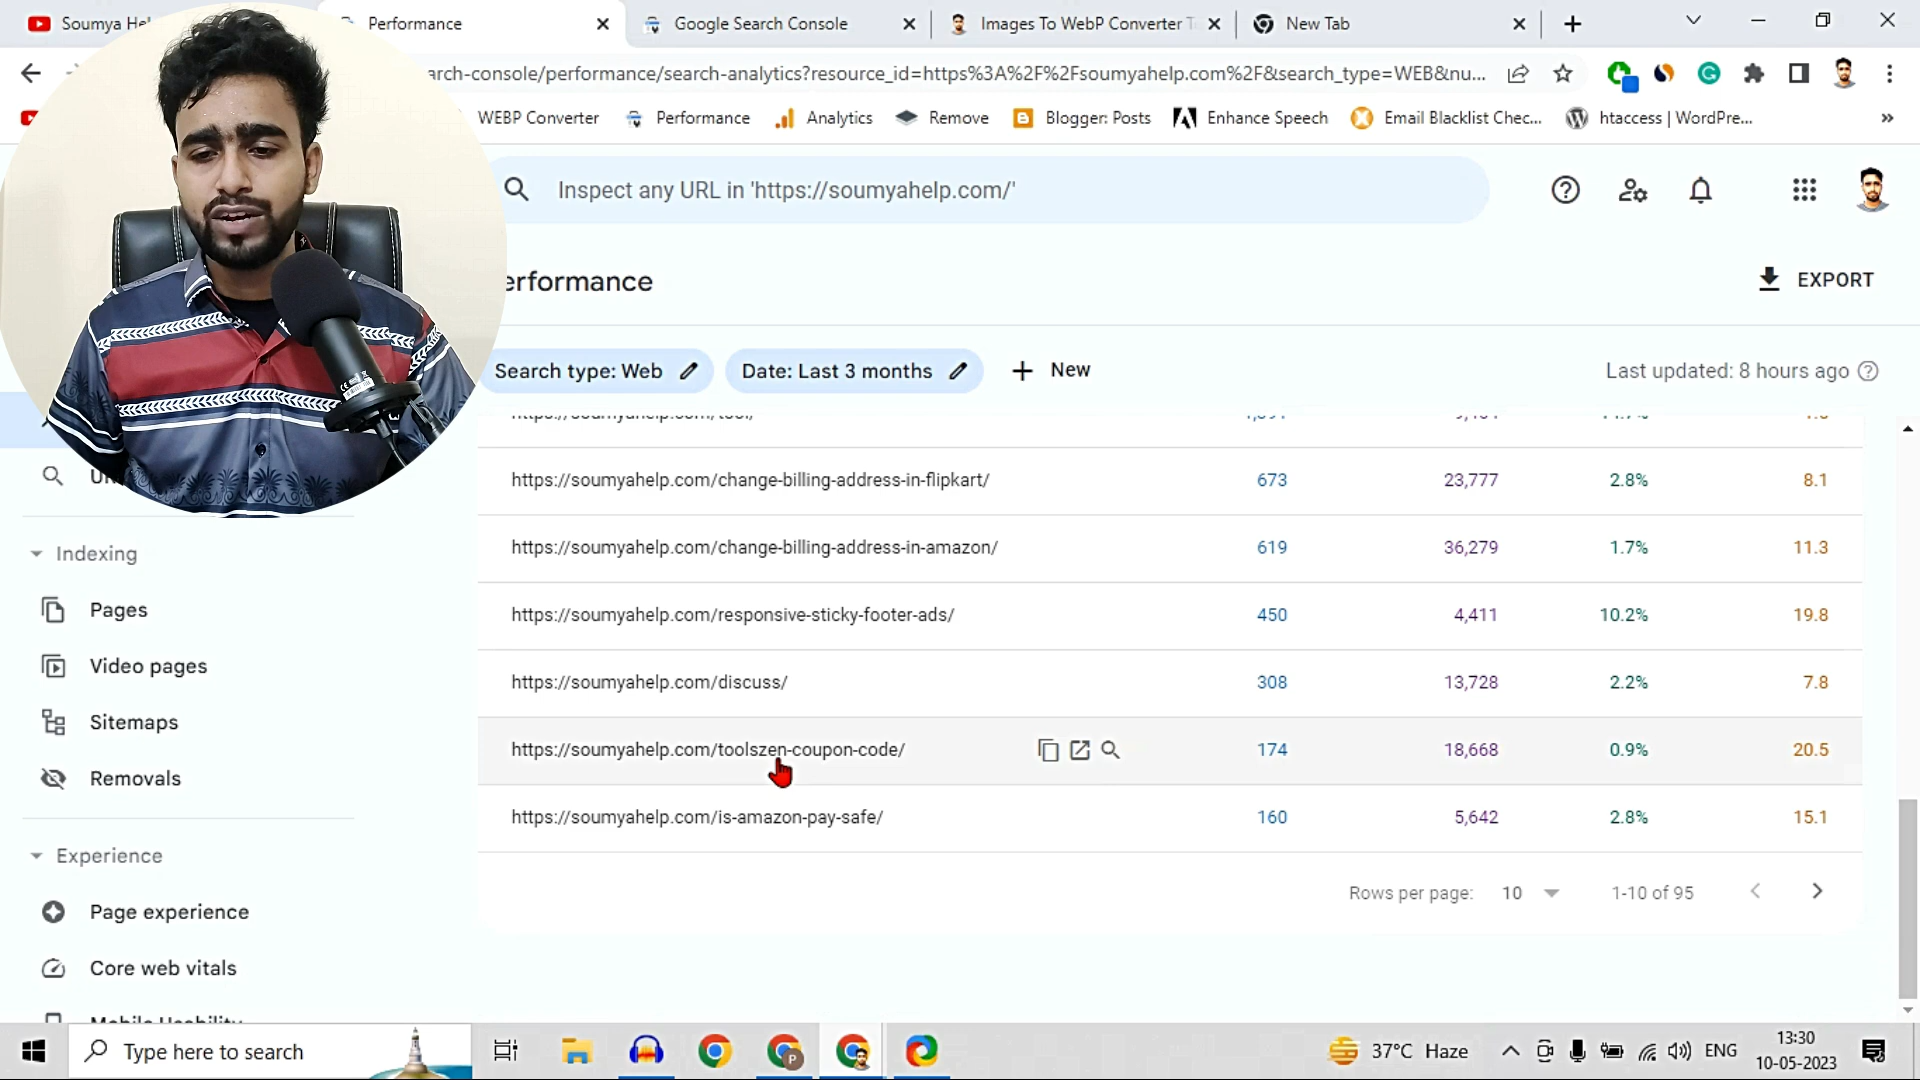 Soumya He
Performance
Google Search Console
Images To WebP Converter T
New Tab
arch-console/performance/search-analytics?resource_id=https%3A%2F%2Fsoumyahelp.com%2F&search_type=WEB&nu...
WEBP Converter
Performance
Analytics
Remove
Blogger: Posts
Enhance Speech
Email Blacklist Chec...
htaccess | WordPre...
»
Inspect any URL in 'https://soumyahelp.com/'
erformance
EXPORT
Search type: Web
Date: Last 3 months
New
Last updated: 8 hours ago
https://soumyahelp.com/tool/
https://soumyahelp.com/change-billing-address-in-flipkart/ 673 23,777 2.8% 8.1
https://soumyahelp.com/change-billing-address-in-amazon/ 619 36,279 1.7% 11.3
https://soumyahelp.com/responsive-sticky-footer-ads/ 450 4,411 10.2% 19.8
https://soumyahelp.com/discuss/ 308 13,728 2.2% 7.8
https://soumyahelp.com/toolszen-coupon-code/ 174 18,668 0.9% 20.5
https://soumyahelp.com/is-amazon-pay-safe/ 160 5,642 2.8% 15.1
Rows per page: 10 1-10 of 95
Indexing
Pages
Video pages
Sitemaps
Removals
Experience
Page experience
Core web vitals
Mobile Usability
Type here to search
P
37°C Haze
ENG
13:30
10-05-2023